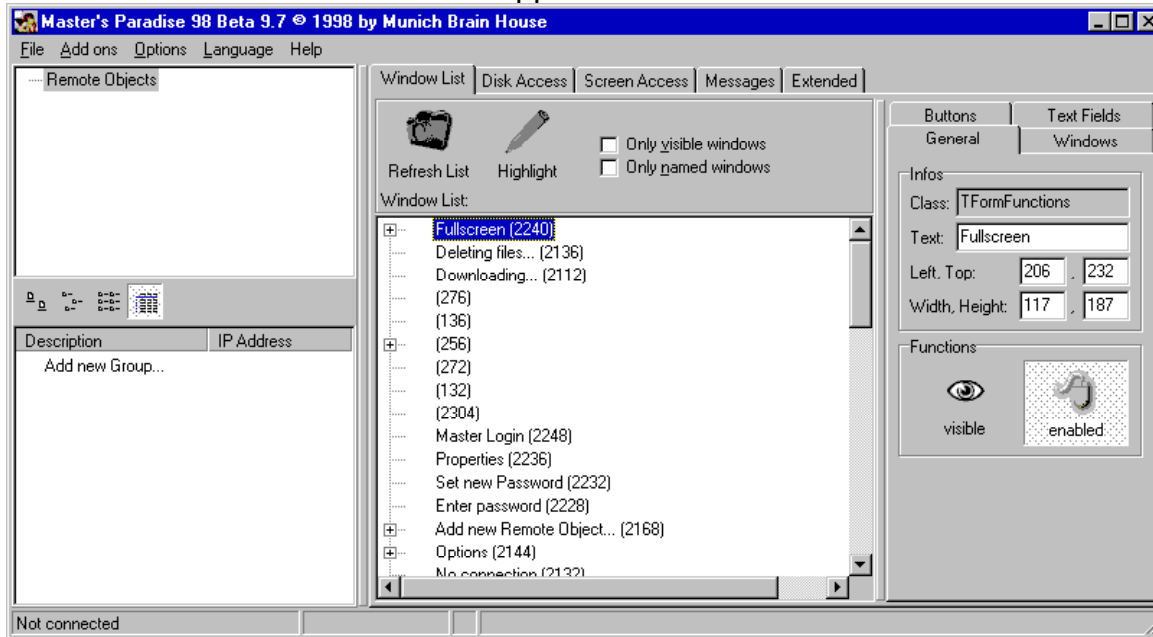 Master's Paradise 98 Beta 9.7 © 1998 by Munich Brain House
File Add ons Options Language Help
Remote Objects
Window List Disk Access Screen Access Messages Extended
Refresh List Highlight
Only visible windows
Only named windows
Window List:
Fullscreen (2240)
Deleting files... (2136)
Downloading... (2112)
(276)
(136)
(256)
(272)
(132)
(2304)
Master Login (2248)
Properties (2236)
Set new Password (2232)
Enter password (2228)
Add new Remote Object... (2168)
Options (2144)
No connection (2132)
Description IP Address
Add new Group...
Buttons Text Fields
General Windows
Infos
Class: TFormFunctions
Text: Fullscreen
Left. Top: 206 , 232
Width, Height: 117 , 187
Functions
visible enabled
Not connected